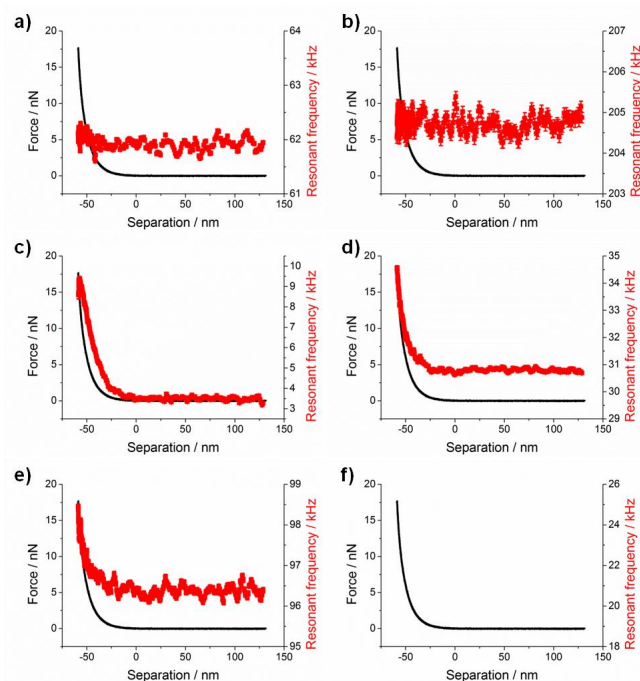 a)
20
15
10
5
0
Force / nN
64
63
62
61
Resonant frequency / kHz
-50 0 50 100 150
Separation / nm
b)
20
15
10
5
0
Force / nN
207
206
205
204
203
Resonant frequency / kHz
-50 0 50 100 150
Separation / nm
c)
20
15
10
5
0
Force / nN
10
9
8
7
6
5
4
3
Resonant frequency / kHz
-50 0 50 100 150
Separation / nm
d)
20
15
10
5
0
Force / nN
35
34
33
32
31
30
29
Resonant frequency / kHz
-50 0 50 100 150
Separation / nm
e)
20
15
10
5
0
Force / nN
99
98
97
96
95
Resonant frequency / kHz
-50 0 50 100 150
Separation / nm
f)
20
15
10
5
0
Force / nN
26
25
24
23
22
21
20
19
18
Resonant frequency / kHz
-50 0 50 100 150
Separation / nm